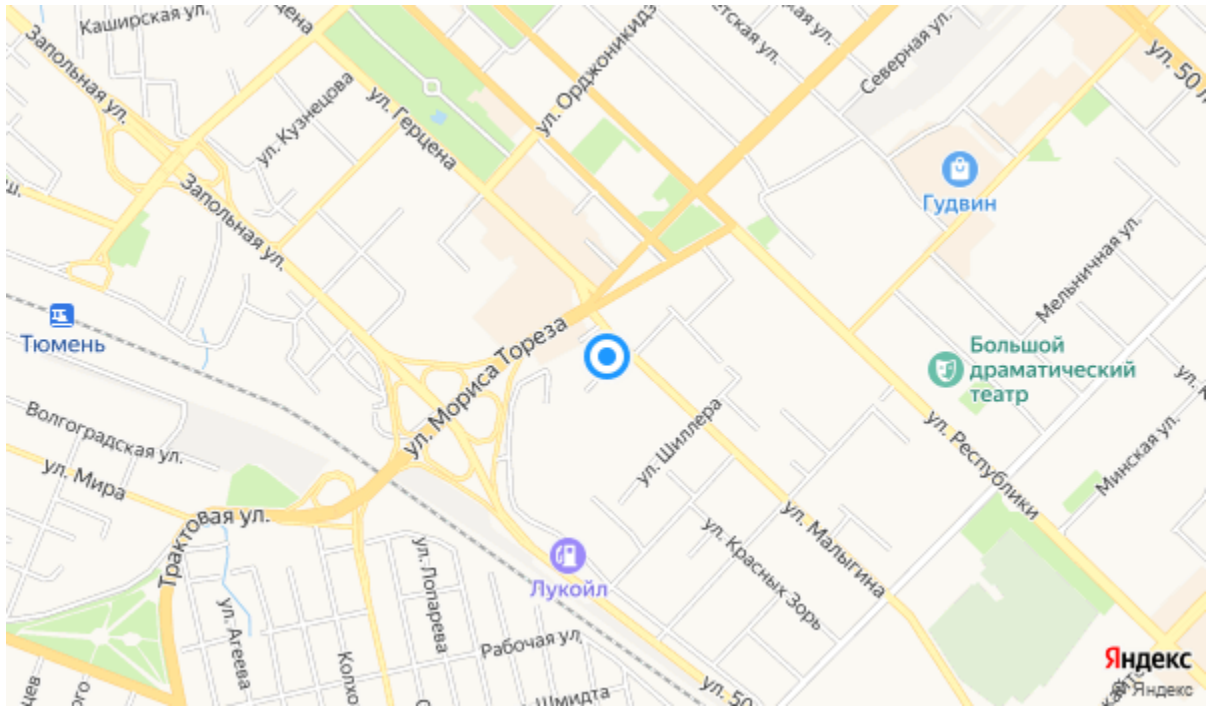 Каширская ул.
Запольная ул.
ул. Кузнецова
ул. Герцена
ул. Орджоникидз
Северная ул.
ул. 50 Л
Запольная ул.
Гудвин
Мельничная ул.
Тюмень
ул. Мориса Тореза
Большой
драматический
театр
Волгоградская ул.
ул. Мира
ул. Шиллера
ул. Республики
Минская ул.
Трактовая ул.
ул. Красных Зорь
ул. Малыгина
ул. Лопарева
Лукойл
ул. Агеева
Рабочая ул.
Колхо
Шмидта
ул. 50
Яндекс
© Яндекс